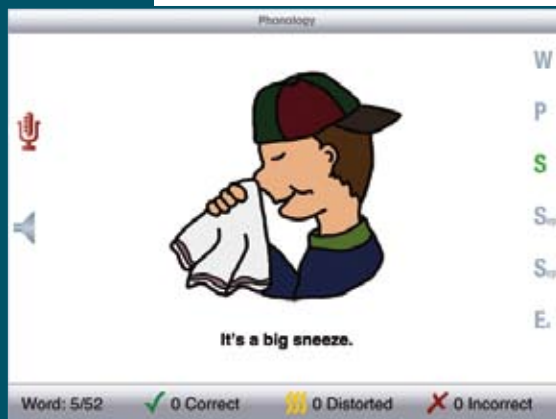 Phonology
W
P
S
S
S
E
It's a big sneeze.
Word: 5/52 0 Correct 0 Distorted 0 Incorrect